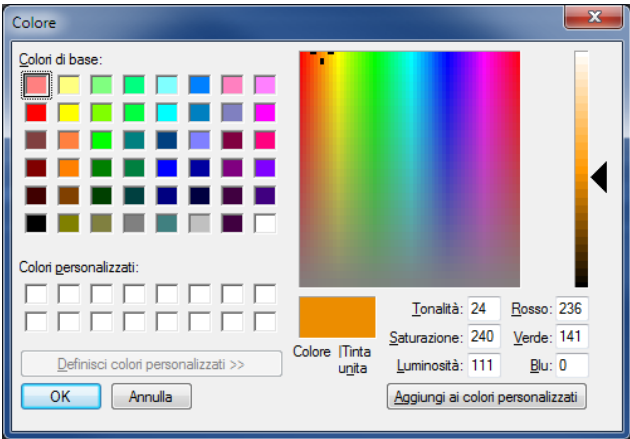 Colore
Colori di base:
Colori personalizzati:
Definisci colori personalizzati >>
OK
Annulla
Colore |Tinta
unita
Tonalità: 24
Saturazione: 240
Luminosità: 111
Rosso: 236
Verde: 141
Blu: 0
Aggiungi ai colori personalizzati